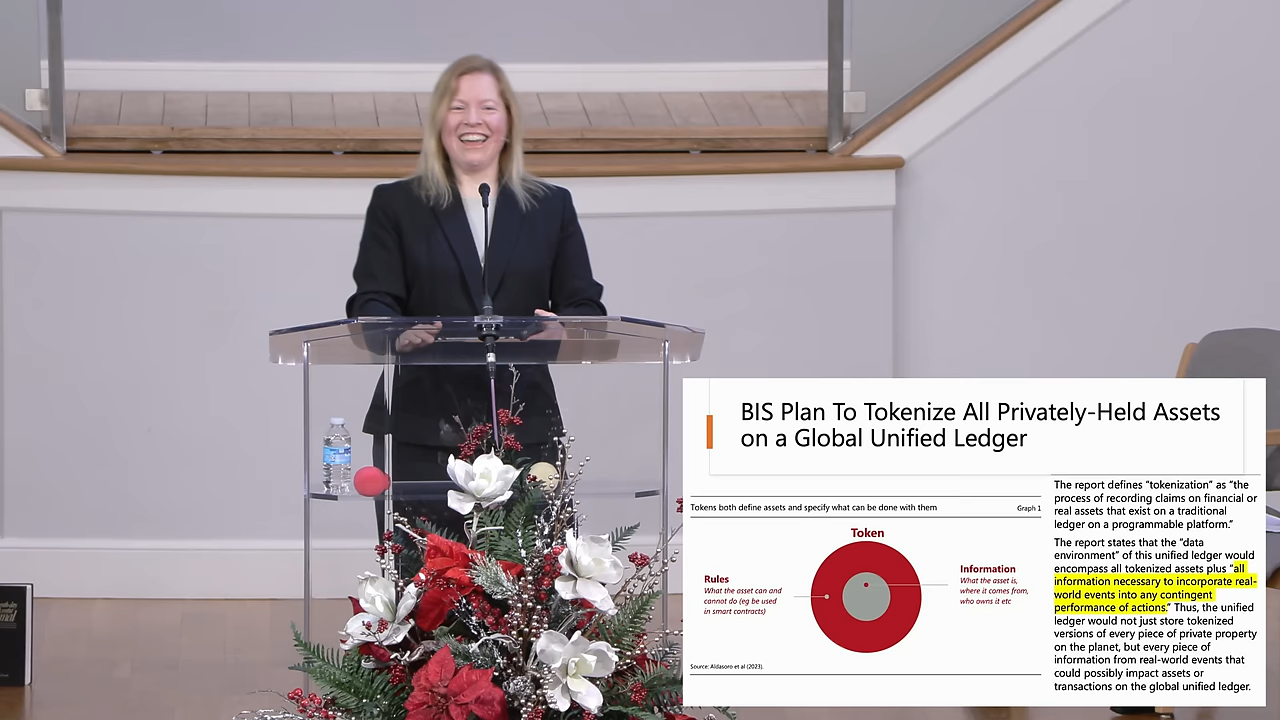 BIS Plan To Tokenize All Privately-Held Assets
on a Global Unified Ledger
Tokens both define assets and specify what can be done with them
Graph 1
Token
Rules
What the asset can and
cannot do (eg be used
in smart contracts)
Information
What the asset is,
where it comes from,
who owns it etc
Source: Aldasoro et al (2023).
The report defines “tokenization” as “the
process of recording claims on financial or
real assets that exist on a traditional
ledger on a programmable platform.”
The report states that the “data
environment” of this unified ledger would
encompass all tokenized assets plus “all
information necessary to incorporate real-
world events into any contingent
performance of actions.” Thus, the unified
ledger would not just store tokenized
versions of every piece of private property
on the planet, but every piece of
information from real-world events that
could possibly impact assets or
transactions on the global unified ledger.